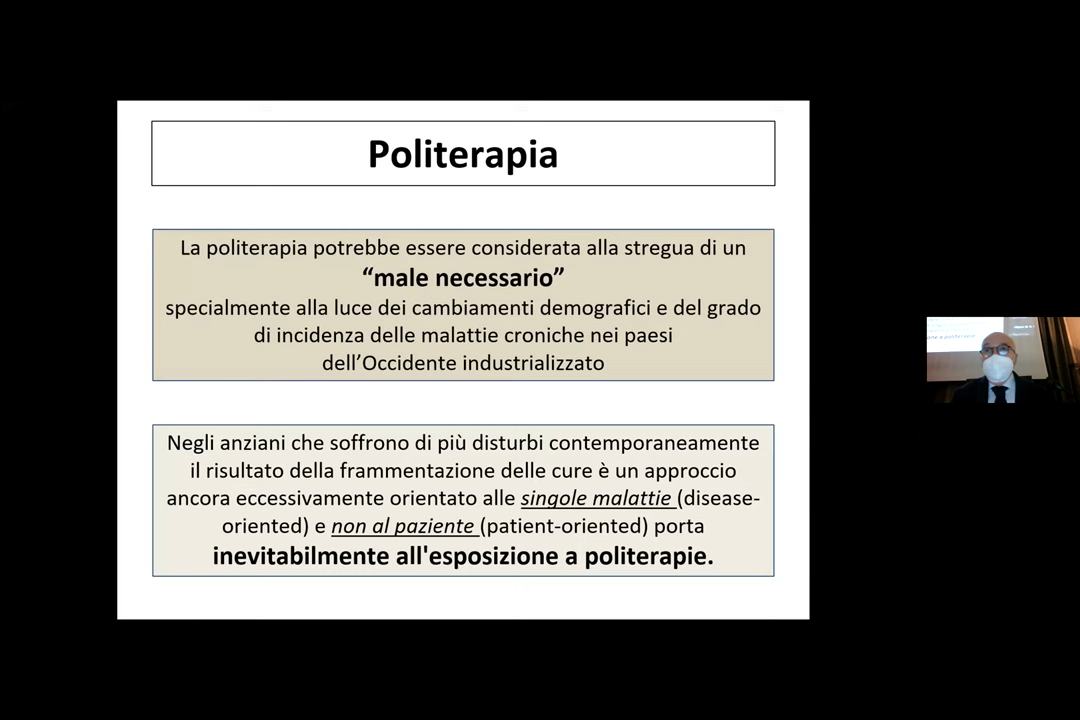 Politerapia
La politerapia potrebbe essere considerata alla stregua di un
“male necessario”
specialmente alla luce dei cambiamenti demografici e del grado
di incidenza delle malattie croniche nei paesi
dell’Occidente industrializzato
Negli anziani che soffrono di più disturbi contemporaneamente
il risultato della frammentazione delle cure è un approccio
ancora eccessivamente orientato alle singole malattie (disease-
oriented) e non al paziente (patient-oriented) porta
inevitabilmente all'esposizione a politerapie.